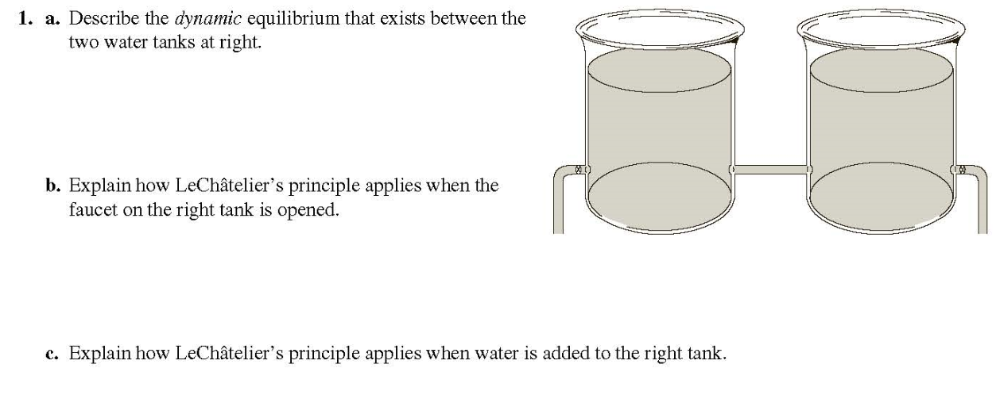 1. a. Describe the dynamic equilibrium that exists between the
two water tanks at right.
b. Explain how LeChâtelier’s principle applies when the
faucet on the right tank is opened.
c. Explain how LeChâtelier’s principle applies when water is added to the right tank.